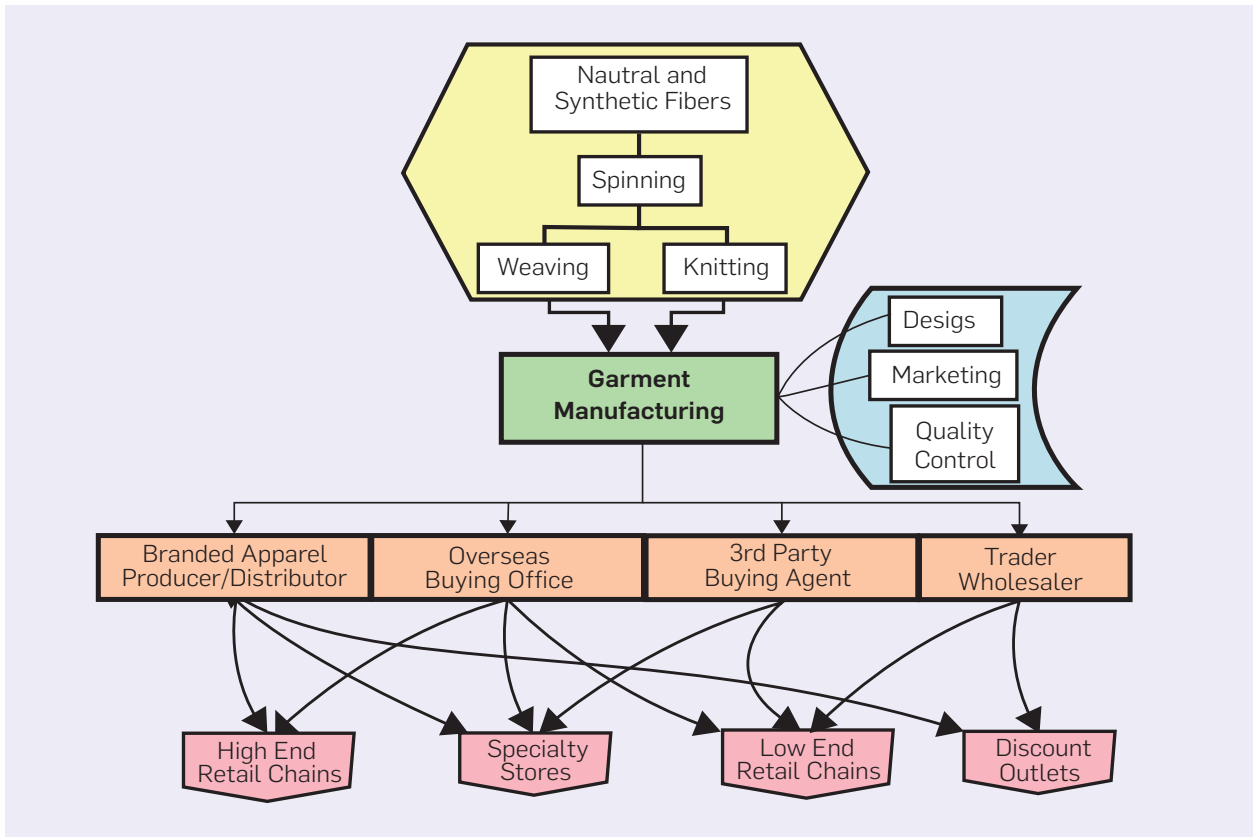 Nautral and
Synthetic Fibers
Spinning
Weaving
Knitting
Garment
Manufacturing
Desigs
Marketing
Quality
Control
Branded Apparel
Producer/Distributor
Overseas
Buying Office
3rd Party
Buying Agent
Trader
Wholesaler
High End
Retail Chains
Specialty
Stores
Low End
Retail Chains
Discount
Outlets